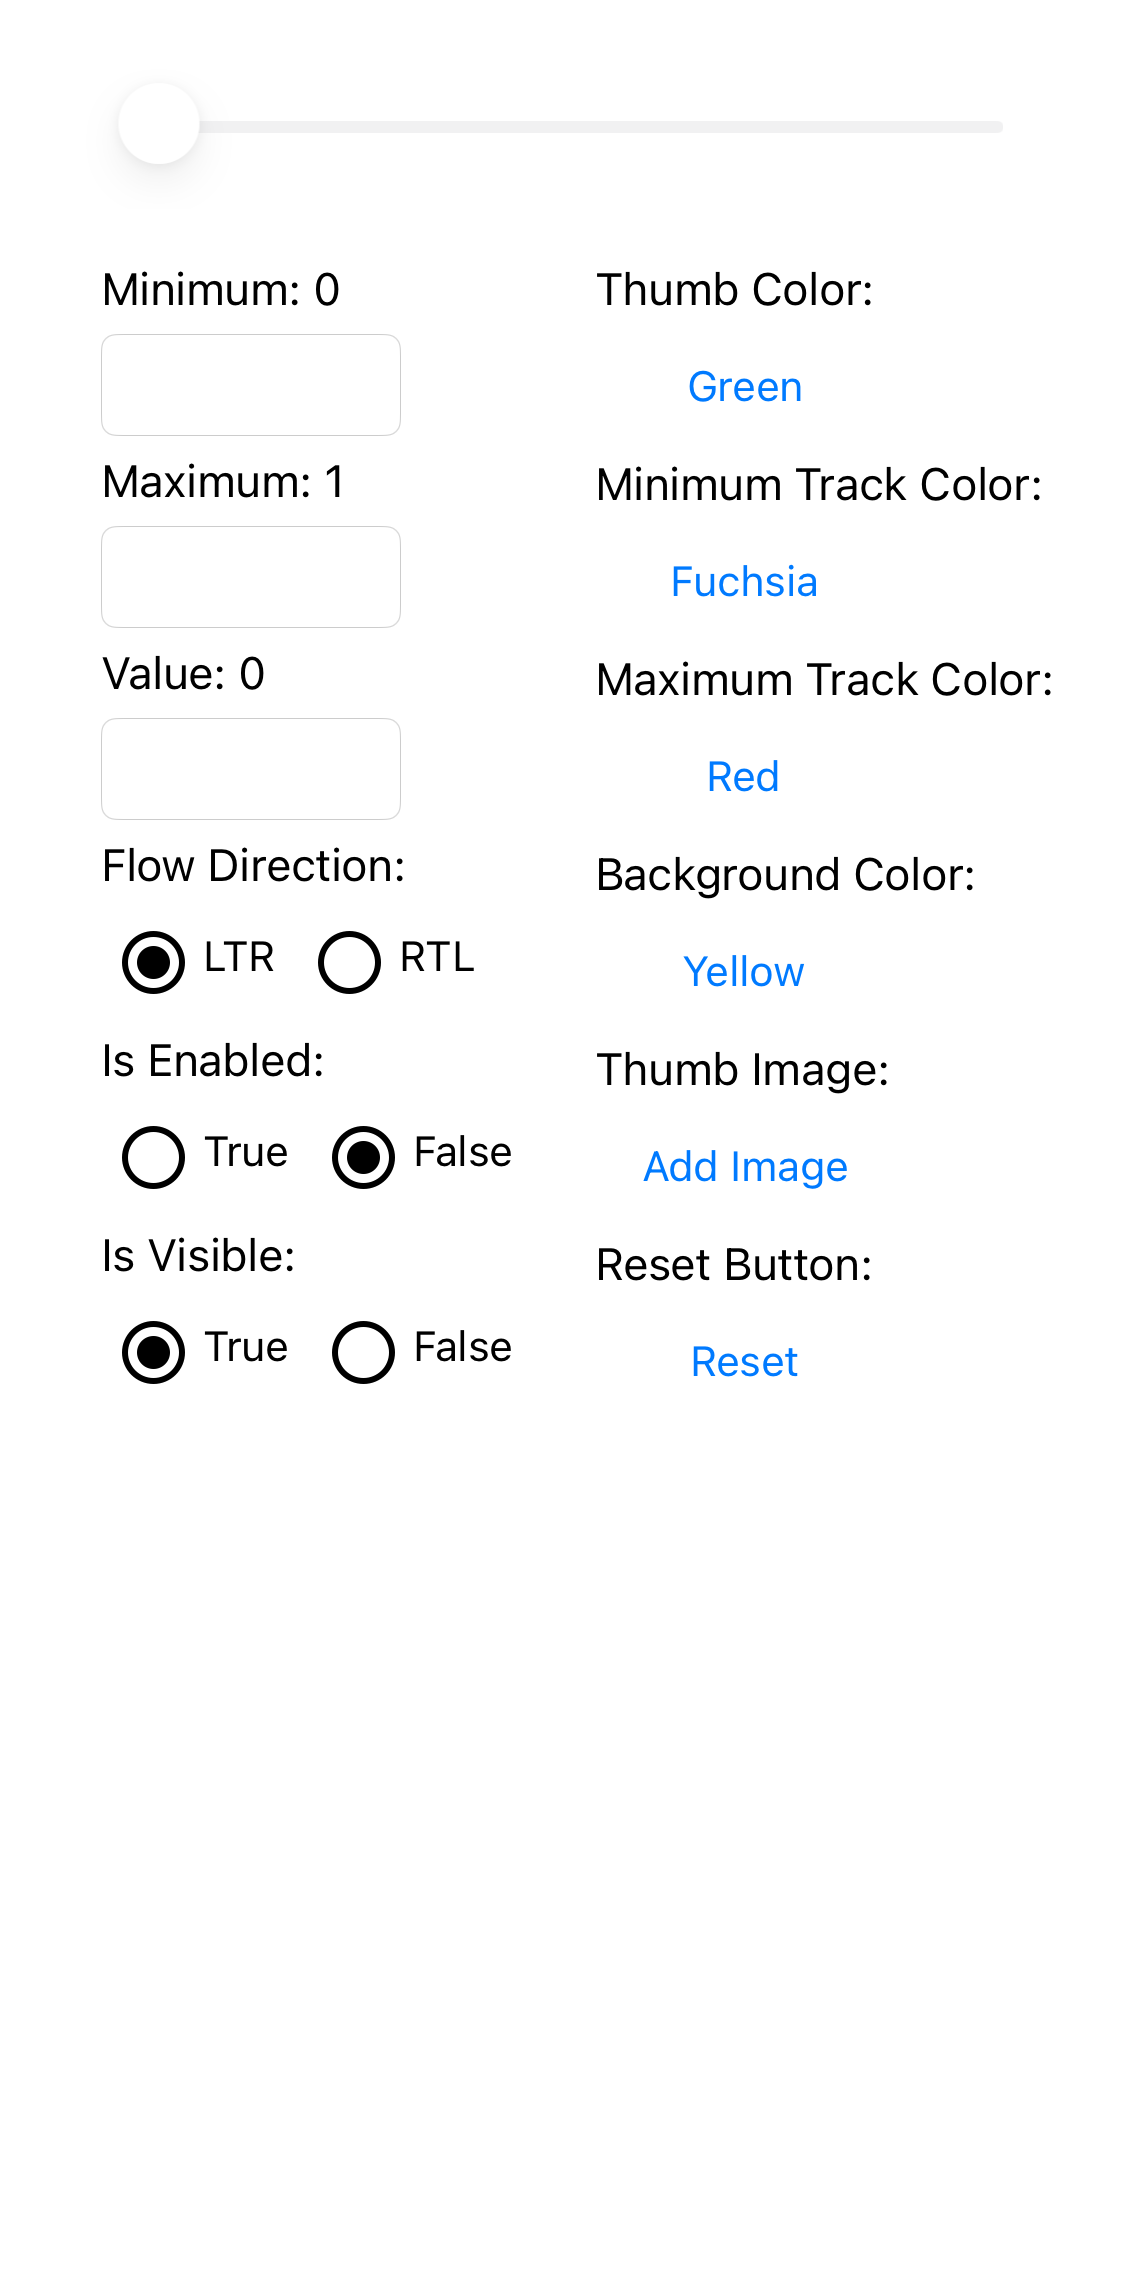 Minimum: 0
Maximum: 1
Value: 0
Flow Direction:
LTR RTL
Is Enabled:
True False
Is Visible:
True False
Thumb Color:
Green
Minimum Track Color:
Fuchsia
Maximum Track Color:
Red
Background Color:
Yellow
Thumb Image:
Add Image
Reset Button:
Reset